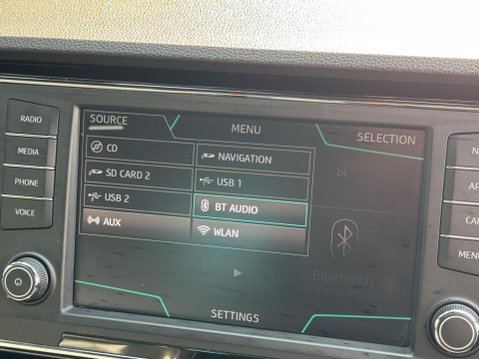 RADIO
MEDIA
PHONE
VOICE
SOURCE
MENU
SELECTION
CD
NAVIGATION
SD CARD 2
USB 1
USB 2
BT AUDIO
AUX
WLAN
Bluetooth
SETTINGS
MENU